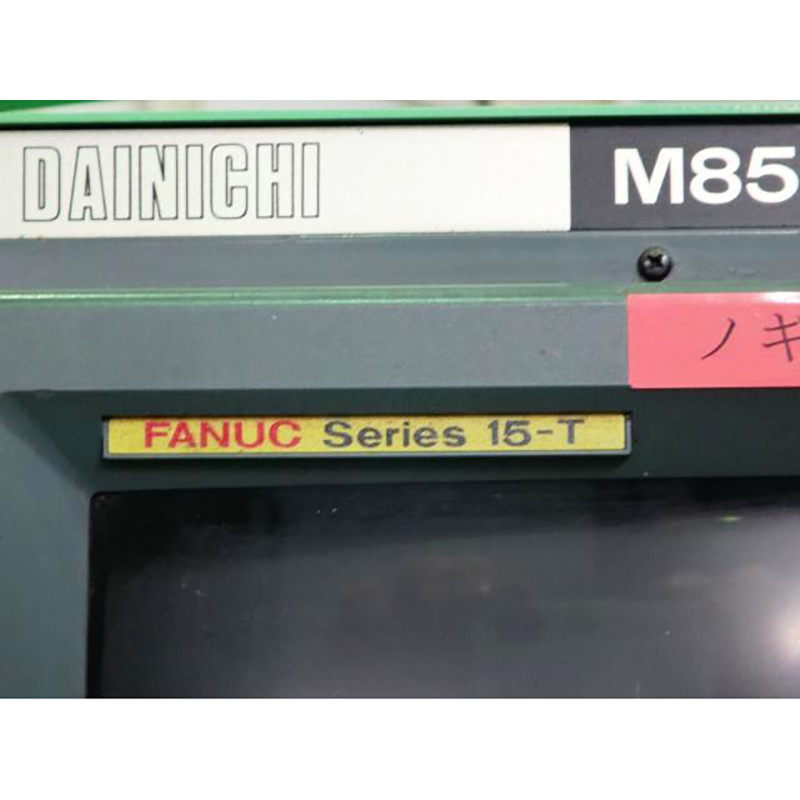 DAINICHI M85
ノギ
FANUC Series 15-T